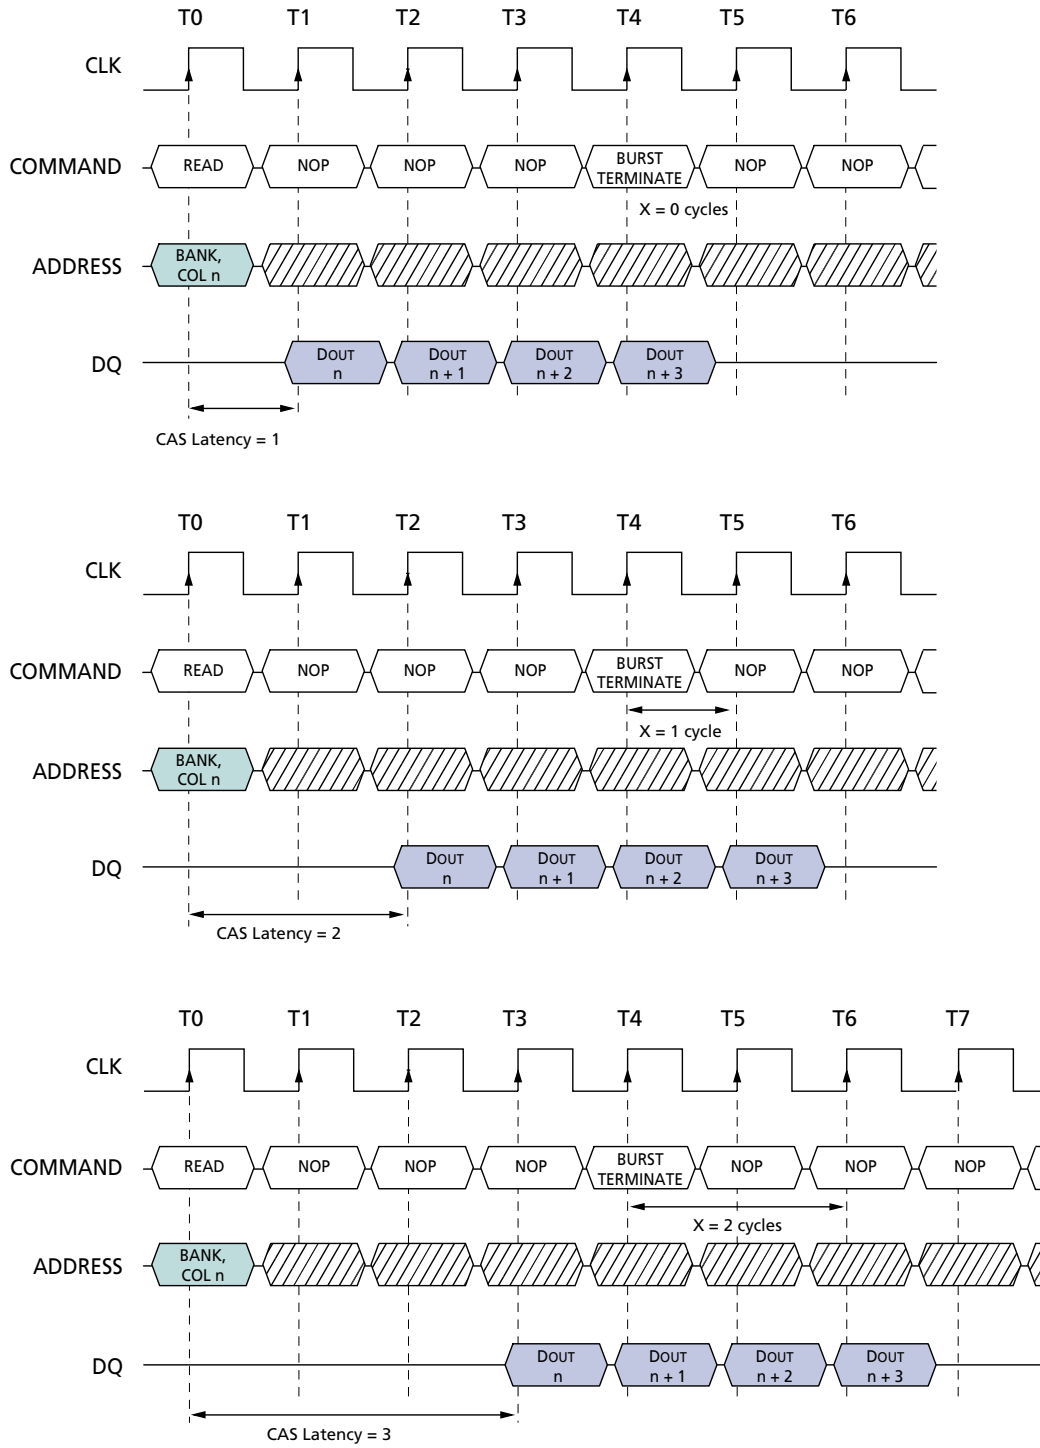 T0 T1 T2 T3 T4 T5 T6
CLK
COMMAND READ NOP NOP NOP BURST TERMINATE NOP NOP
X = 0 cycles
ADDRESS BANK, COL n
DQ DOUT n DOUT n + 1 DOUT n + 2 DOUT n + 3
CAS Latency = 1
T0 T1 T2 T3 T4 T5 T6
CLK
COMMAND READ NOP NOP NOP BURST TERMINATE NOP NOP
X = 1 cycle
ADDRESS BANK, COL n
DQ DOUT n DOUT n + 1 DOUT n + 2 DOUT n + 3
CAS Latency = 2
T0 T1 T2 T3 T4 T5 T6 T7
CLK
COMMAND READ NOP NOP NOP BURST TERMINATE NOP NOP NOP
X = 2 cycles
ADDRESS BANK, COL n
DQ DOUT n DOUT n + 1 DOUT n + 2 DOUT n + 3
CAS Latency = 3